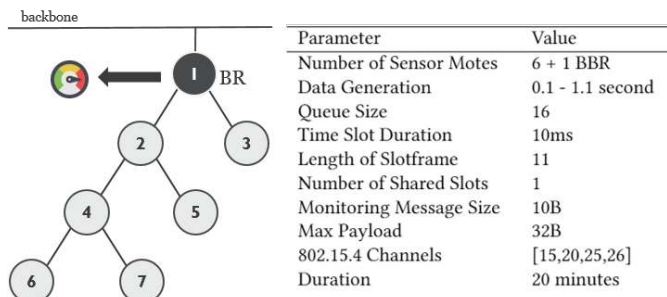 backbone
1 BR
2 3
4 5
6 7
Parameter Value
Number of Sensor Motes 6 + 1 BBR
Data Generation 0.1 - 1.1 second
Queue Size 16
Time Slot Duration 10ms
Length of Slotframe 11
Number of Shared Slots 1
Monitoring Message Size 10B
Max Payload 32B
802.15.4 Channels [15,20,25,26]
Duration 20 minutes